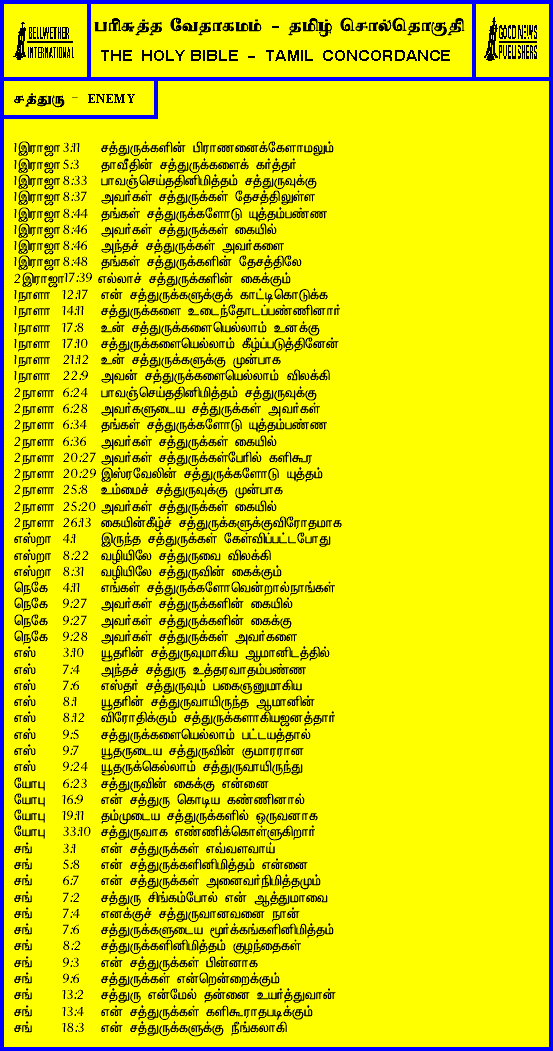 BELLWETHER
INTERNATIONAL
பரிசுத்த வேதாகமம் - தமிழ் சொல்தொகுதி
THE HOLY BIBLE - TAMIL CONCORDANCE
GOOD NEWS
PUBLISHERS
சத்துரு - ENEMY
1இராஜா 3:11 சத்துருக்களின் பிராணனைக்கேளாமலும்
1இராஜா 5:3 தாவீதின் சத்துருக்களைக் கர்த்தர்
1இராஜா 8:33 பாவஞ்செய்ததினிமித்தம் சத்துருவுக்கு
1இராஜா 8:37 அவர்கள் சத்துருக்கள் தேசத்திலுள்ள
1இராஜா 8:44 தங்கள் சத்துருக்களோடு யுத்தம்பண்ண
1இராஜா 8:46 அவர்கள் சத்துருக்கள் கையில்
1இராஜா 8:46 அந்தச் சத்துருக்கள் அவர்களை
1இராஜா 8:48 தங்கள் சத்துருக்களின் தேசத்திலே
2இராஜா 17:39 எல்லாச் சத்துருக்களின் கைக்கும்
1நாளா 12:17 என் சத்துருக்களுக்குக் காட்டிகொடுக்க
1நாளா 14:11 சத்துருக்களை உடைந்தோடப்பண்ணினார்
1நாளா 17:8 உன் சத்துருக்களையெல்லாம் உனக்கு
1நாளா 17:10 சத்துருக்களையெல்லாம் கீழ்ப்படுத்தினேன்
1நாளா 21:12 உன் சத்துருக்களுக்கு முன்பாக
1நாளா 22:9 அவன் சத்துருக்களையெல்லாம் விலக்கி
2நாளா 6:24 பாவஞ்செய்ததினிமித்தம் சத்துருவுக்கு
2நாளா 6:28 அவர்களுடைய சத்துருக்கள் அவர்கள்
2நாளா 6:34 தங்கள் சத்துருக்களோடு யுத்தம்பண்ண
2நாளா 6:36 அவர்கள் சத்துருக்கள் கையில்
2நாளா 20:27 அவர்கள் சத்துருக்கள்பேரில் களிகூர
2நாளா 20:29 இஸ்ரவேலின் சத்துருக்களோடு யுத்தம்
2நாளா 25:8 உம்மைச் சத்துருவுக்கு முன்பாக
2நாளா 25:20 அவர்கள் சத்துருக்கள் கையில்
2நாளா 26:13 கையின்கீழ்ச் சத்துருக்களுக்குவிரோதமாக
எஸ்றா 4:1 இருந்த சத்துருக்கள் கேள்விப்பட்டபோது
எஸ்றா 8:22 வழியிலே சத்துருவை விலக்கி
எஸ்றா 8:31 வழியிலே சத்துருவின் கைக்கும்
நெகே 4:11 எங்கள் சத்துருக்களோவென்றால்நாங்கள்
நெகே 9:27 அவர்கள் சத்துருக்களின் கையில்
நெகே 9:27 அவர்கள் சத்துருக்களின் கைக்கு
நெகே 9:28 அவர்கள் சத்துருக்கள் அவர்களை
எஸ் 3:10 யூதரின் சத்துருவுமாகிய ஆமானிடத்தில்
எஸ் 7:4 அந்தச் சத்துரு உத்தரவாதம்பண்ண
எஸ் 7:6 எஸ்தர் சத்துருவும் பகைஞனுமாகிய
எஸ் 8:1 யூதரின் சத்துருவாயிருந்த ஆமானின்
எஸ் 8:12 விரோதிக்கும் சத்துருக்களாகியஜனத்தார்
எஸ் 9:5 சத்துருக்களையெல்லாம் பட்டயத்தால்
எஸ் 9:7 யூதருடைய சத்துருவின் குமாரரான
எஸ் 9:24 யூதருக்கெல்லாம் சத்துருவாயிருந்து
யோபு 6:23 சத்துருவின் கைக்கு என்னை
யோபு 16:9 என் சத்துரு கொடிய கண்ணினால்
யோபு 19:11 தம்முடைய சத்துருக்களில் ஒருவனாக
யோபு 33:10 சத்துருவாக எண்ணிக்கொள்ளுகிறார்
சங் 3:1 என் சத்துருக்கள் எவ்வளவாய்
சங் 5:8 என் சத்துருக்களினிமித்தம் என்னை
சங் 6:7 என் சத்துருக்கள் அனைவர்நிமித்தமும்
சங் 7:2 சத்துரு சிங்கம்போல் என் ஆத்துமாவை
சங் 7:4 எனக்குச் சத்துருவானவனை நான்
சங் 7:6 சத்துருக்களுடைய மூர்க்கங்களினிமித்தம்
சங் 8:2 சத்துருக்களினிமித்தம் குழந்தைகள்
சங் 9:3 என் சத்துருக்கள் பின்னாக
சங் 9:6 சத்துருக்கள் என்றென்றைக்கும்
சங் 13:2 சத்துரு என்மேல் தன்னை உயர்த்துவான்
சங் 13:4 என் சத்துருக்கள் களிகூராதபடிக்கும்
சங் 18:3 என் சத்துருக்களுக்கு நீங்கலாகி